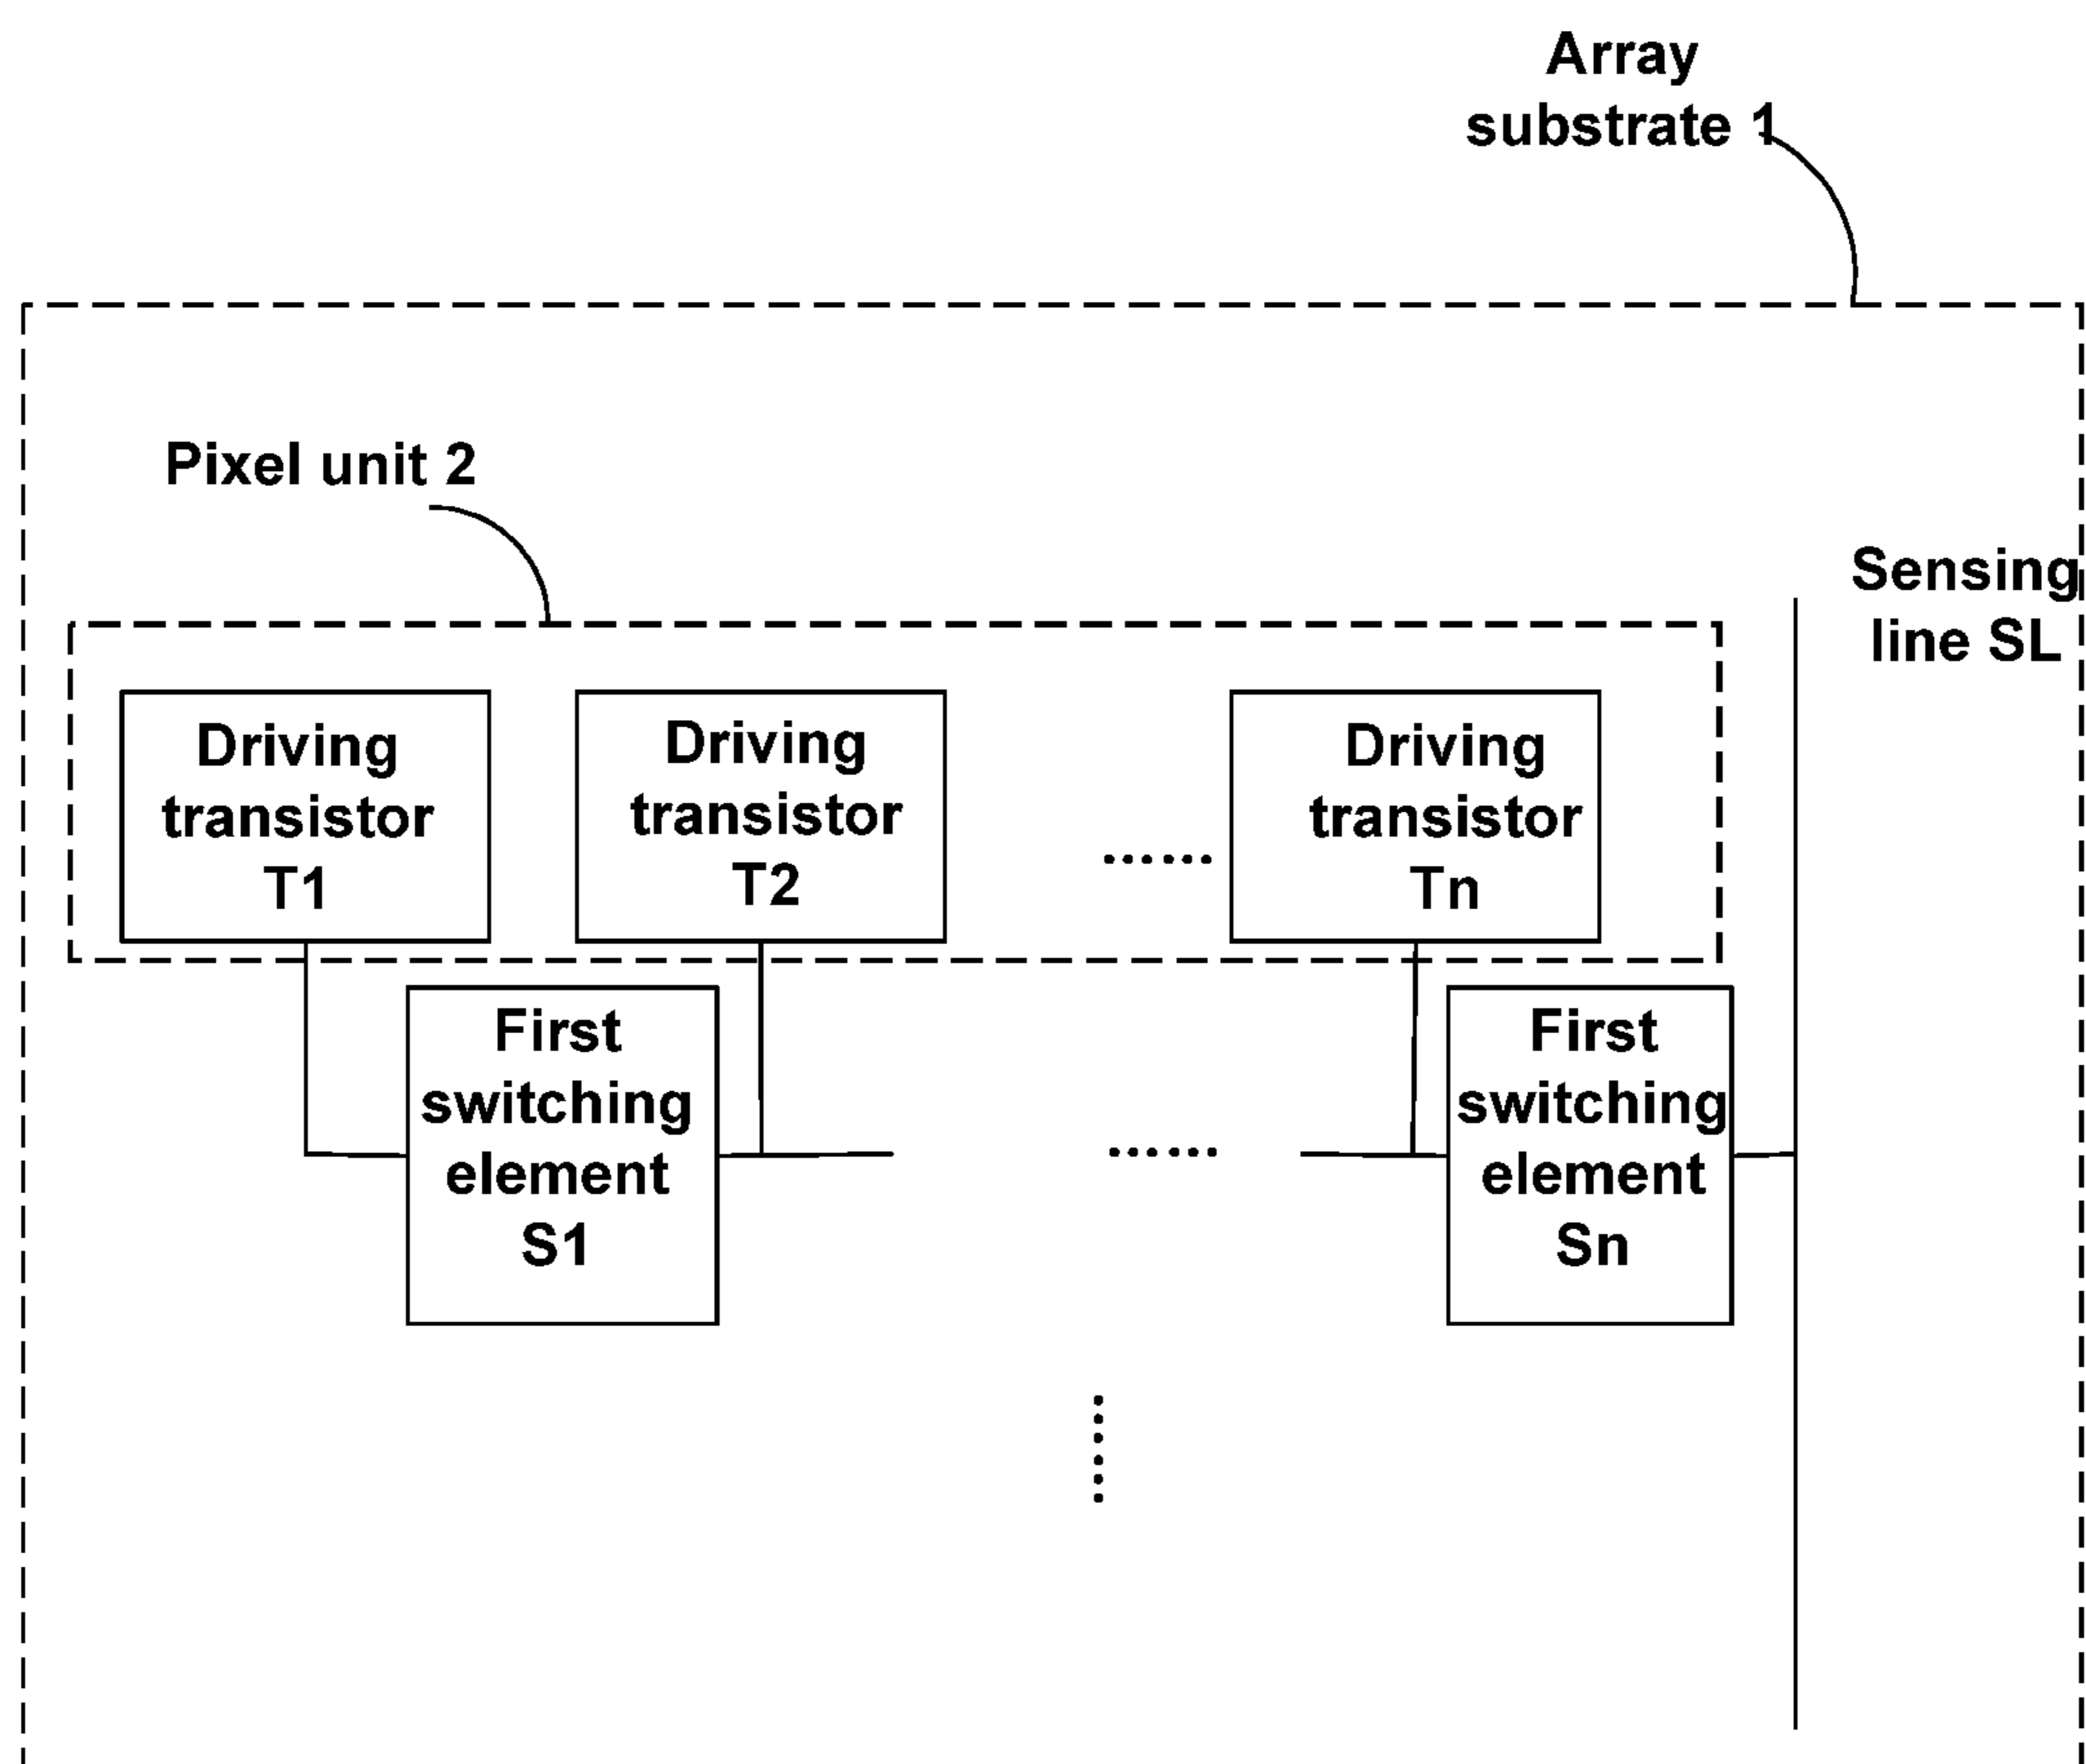 Array
substrate 1
Pixel unit 2
Sensing
line SL
Driving
transistor
T1
Driving
transistor
T2
......
Driving
transistor
Tn
First
switching
element
S1
......
First
switching
element
Sn
......